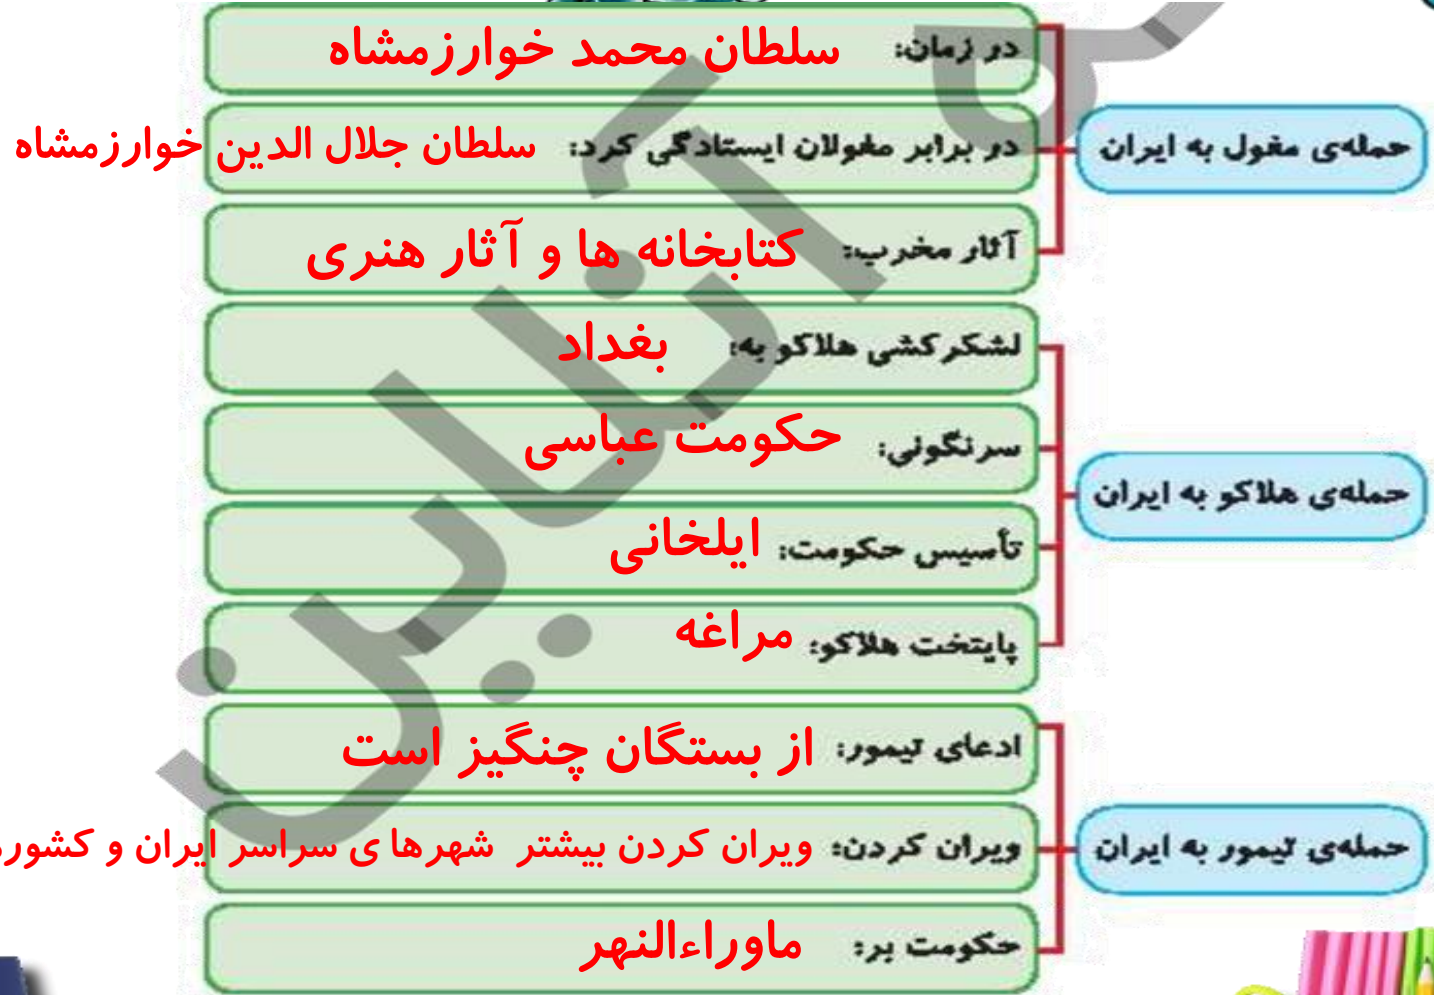 در زمان: سلطان محمد خوارزمشاه
حمله‌ی مغول به ایران
در برابر مغولان ایستادگی کرد: سلطان جلال الدین خوارزمشاه
آثار مخرب: کتابخانه ها و آثار هنری
لشکرکشی هلاکو به: بغداد
سرنگونی: حکومت عباسی
حمله‌ی هلاکو به ایران
تأسیس حکومت: ایلخانی
پایتخت هلاکو: مراغه
ادعای تیمور: از بستگان چنگیز است
حمله‌ی تیمور به ایران
ویران کردن: ویران کردن بیشتر شهرها ی سراسر ایران و کشور
حکومت بر: ماوراءالنهر